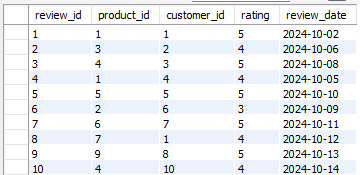 review_id product_id customer_id rating review_date
1 1 1 5 2024-10-02
2 3 2 4 2024-10-06
3 4 3 5 2024-10-08
4 1 4 4 2024-10-05
5 5 5 5 2024-10-10
6 2 6 3 2024-10-09
7 6 7 5 2024-10-11
8 7 1 4 2024-10-12
9 9 8 5 2024-10-13
10 4 10 4 2024-10-14